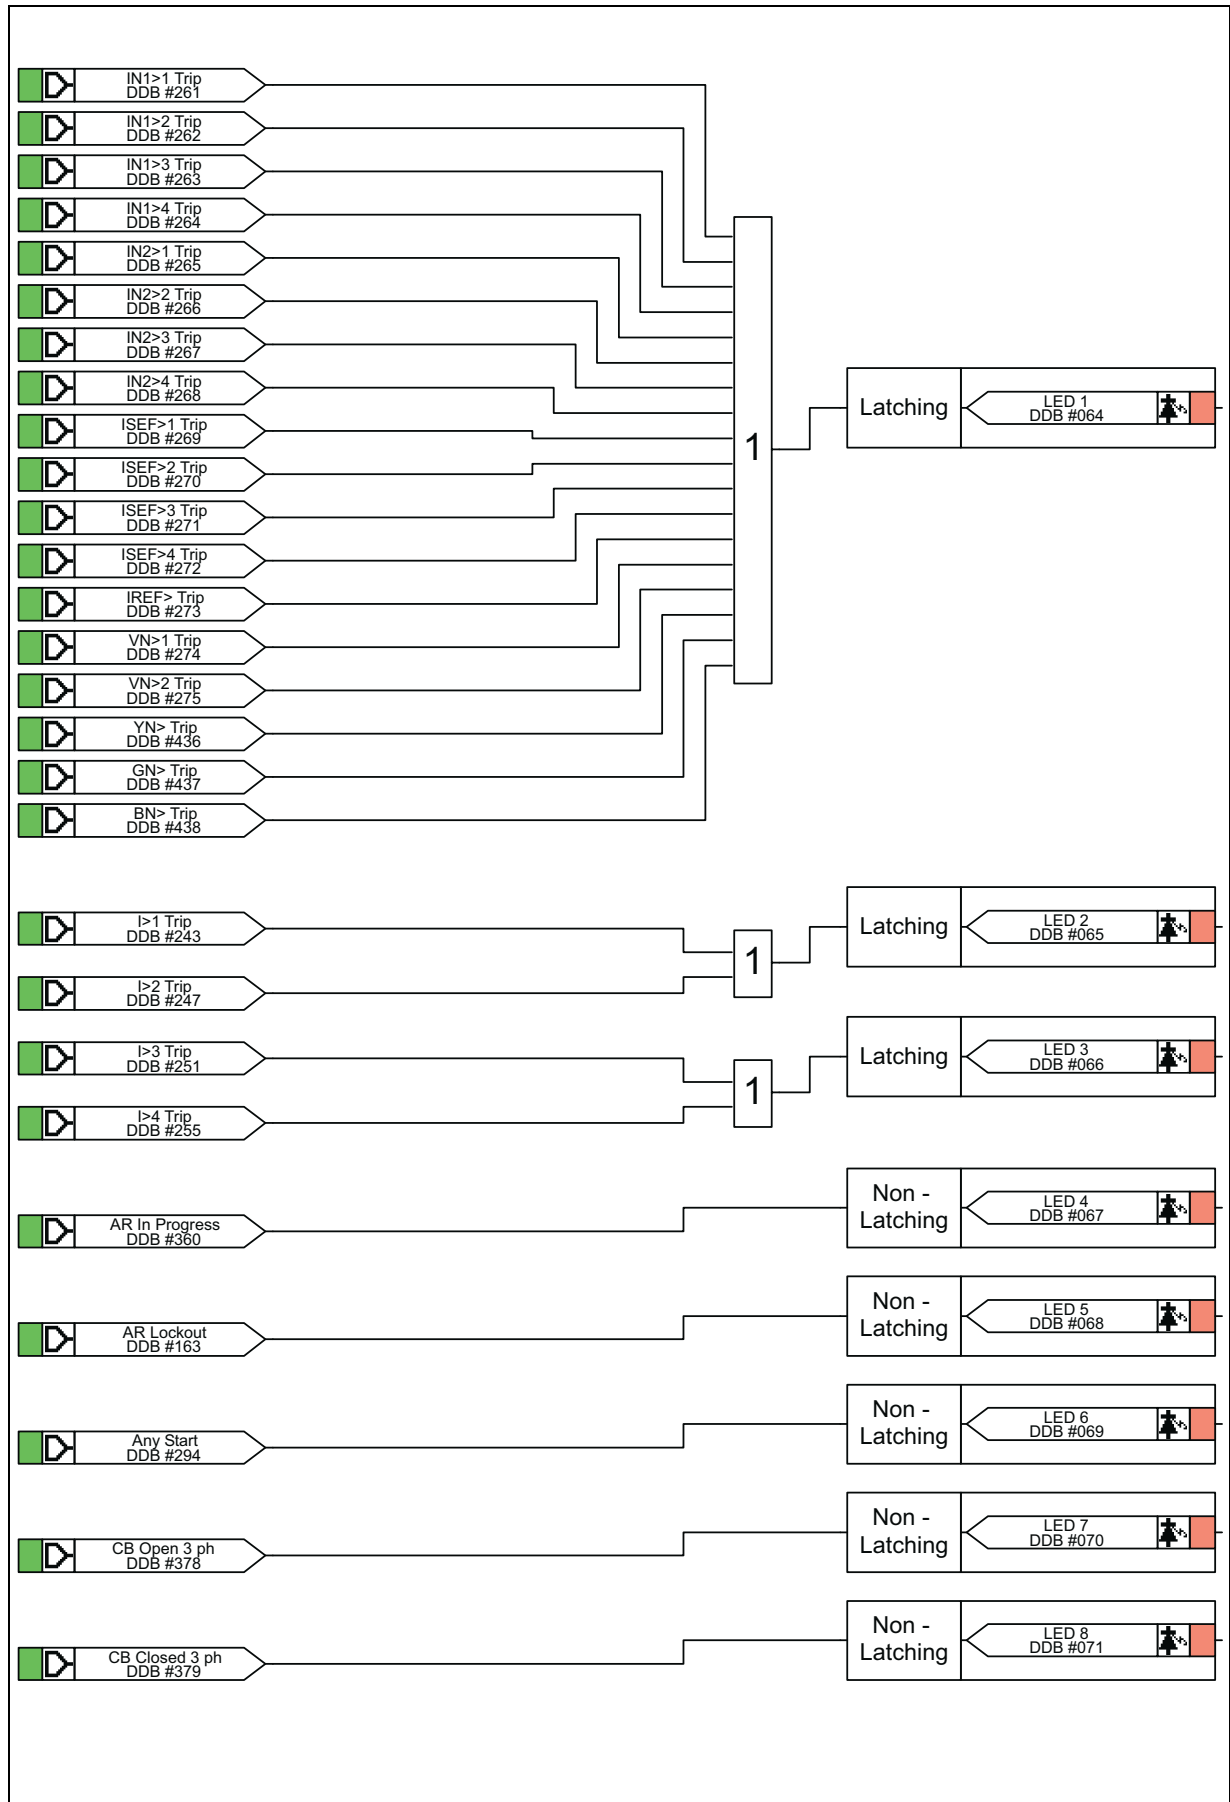 IN1>1 Trip
DDB #261
IN1>2 Trip
DDB #262
IN1>3 Trip
DDB #263
IN1>4 Trip
DDB #264
IN2>1 Trip
DDB #265
IN2>2 Trip
DDB #266
IN2>3 Trip
DDB #267
IN2>4 Trip
DDB #268
ISEF>1 Trip
DDB #269
ISEF>2 Trip
DDB #270
ISEF>3 Trip
DDB #271
ISEF>4 Trip
DDB #272
IREF> Trip
DDB #273
VN>1 Trip
DDB #274
VN>2 Trip
DDB #275
YN> Trip
DDB #436
GN> Trip
DDB #437
BN> Trip
DDB #438
1
Latching
LED 1
DDB #064
I>1 Trip
DDB #243
I>2 Trip
DDB #247
1
Latching
LED 2
DDB #065
I>3 Trip
DDB #251
I>4 Trip
DDB #255
1
Latching
LED 3
DDB #066
AR In Progress
DDB #360
Non -
Latching
LED 4
DDB #067
AR Lockout
DDB #163
Non -
Latching
LED 5
DDB #068
Any Start
DDB #294
Non -
Latching
LED 6
DDB #069
CB Open 3 ph
DDB #378
Non -
Latching
LED 7
DDB #070
CB Closed 3 ph
DDB #379
Non -
Latching
LED 8
DDB #071